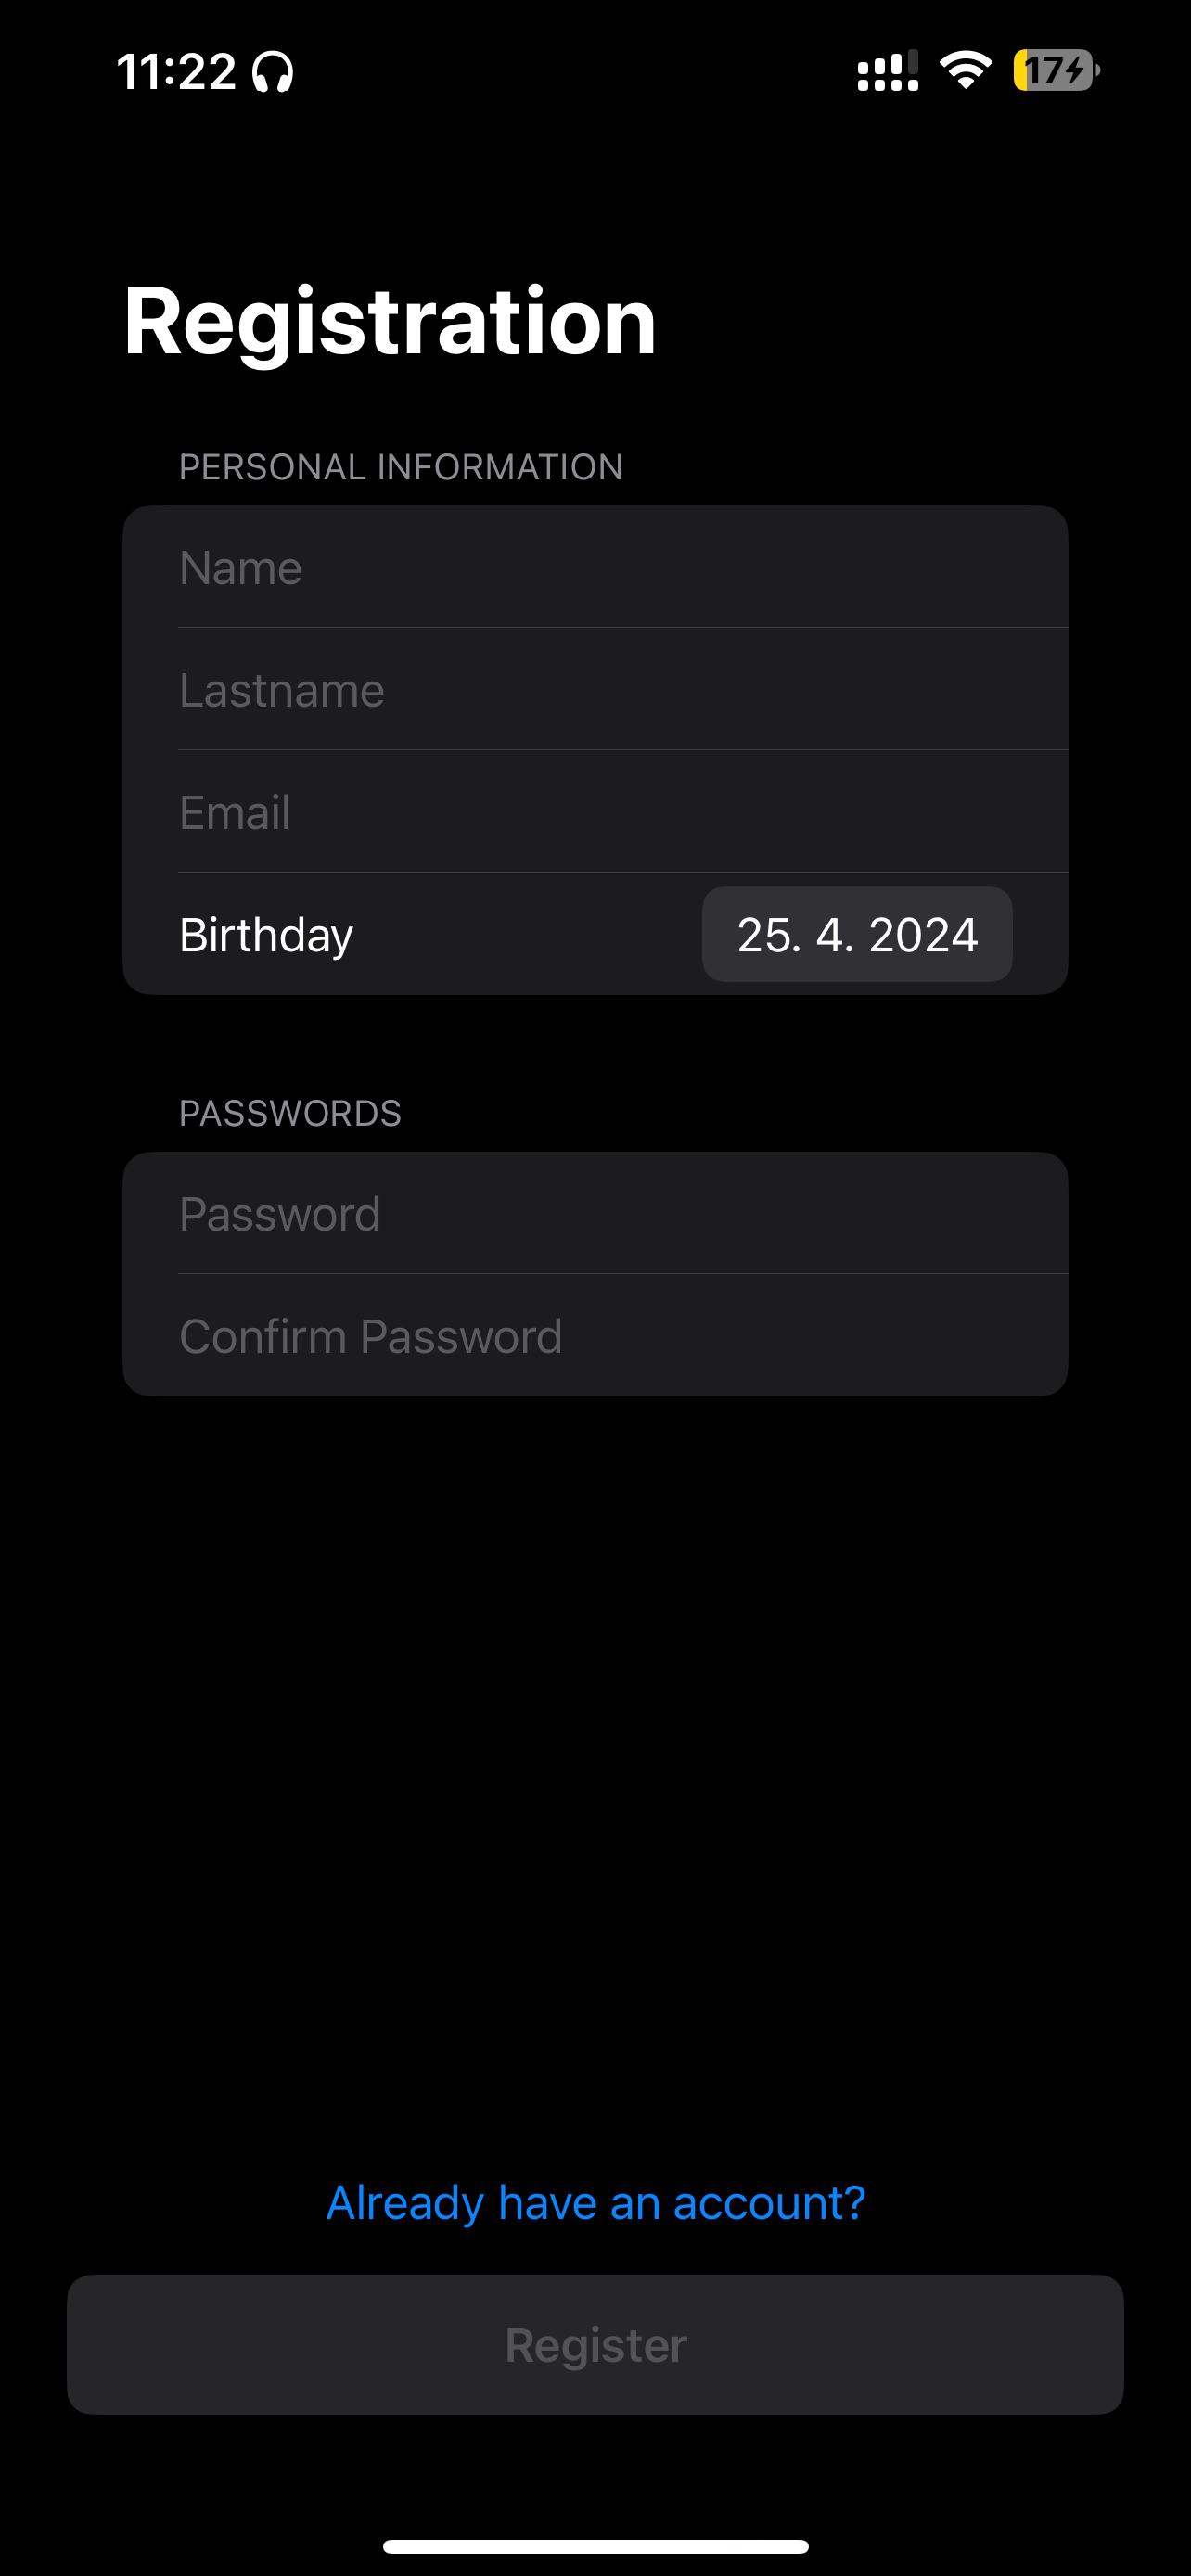 11:22
17
Registration
PERSONAL INFORMATION
Name
Lastname
Email
Birthday 25. 4. 2024
PASSWORDS
Password
Confirm Password
Already have an account?
Register